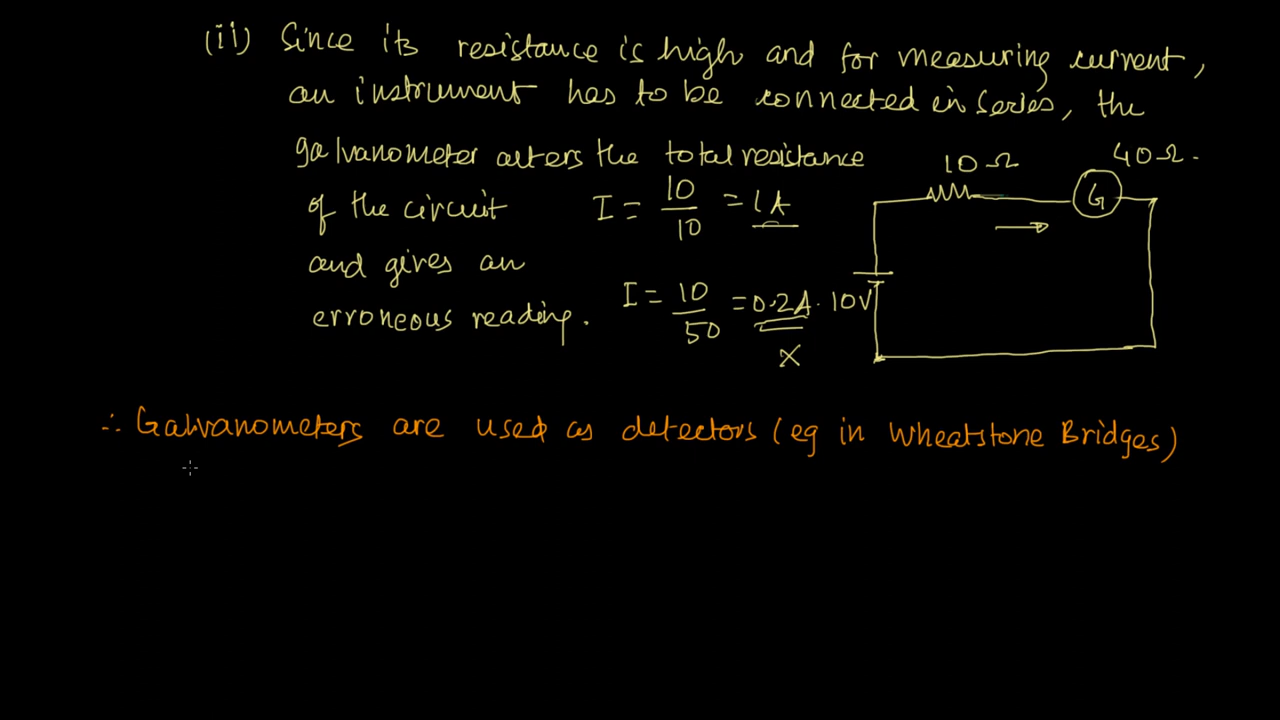 (ii) Since its resistance is high and for measuring current,
an instrument has to be connected in series, the
galvanometer alters the total resistance
of the circuit
and gives an
erroneous reading.
I = 10/10 = 1A
I = 10/50 = 0.2A.
X
10Ω
40Ω.
G
10V
∴ Galvanometers are used as detectors (eg in Wheatstone Bridges)